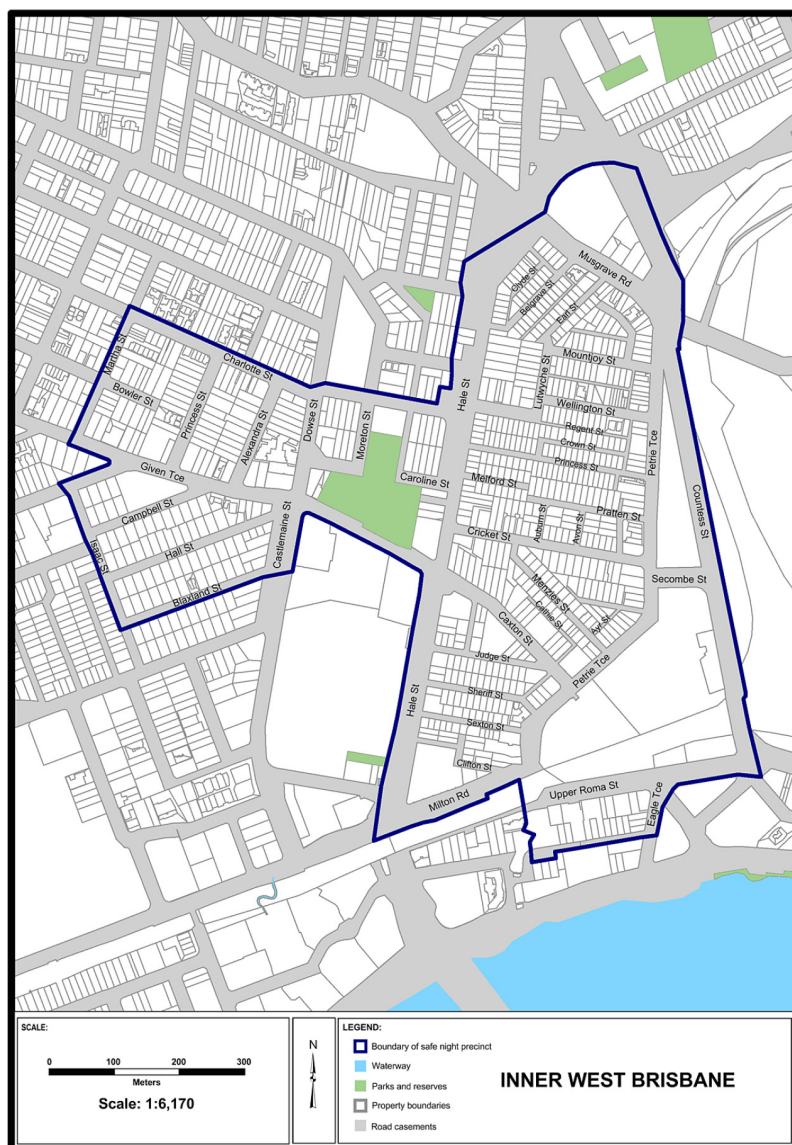 Musgrave Rd
Clyde St
Belgrave St
Earl St
Martha St
Charlotte St
Mountjoy St
Lutwyche St
Hale St
Bowler St
Princess St
Alexandra St
Dowse St
Moreton St
Wellington St
Regent St
Crown St
Princess St
Petrie Tce
Given Tce
Caroline St
Melford St
Countess St
Campbell St
Castlemaine St
Auburn St
Avon St
Pratten St
Cricket St
Isaac St
Hall St
Blaxland St
Menzies St
Cathie St
Secombe St
Caxton St
Ayr St
Judge St
Petrie Tce
Hale St
Sheriff St
Sexton St
Clifton St
Milton Rd
Upper Roma St
Eagle Tce
SCALE:
0 100 200 300
Meters
Scale: 1:6,170
N
LEGEND:
Boundary of safe night precinct
Waterway
Parks and reserves
Property boundaries
Road casements
INNER WEST BRISBANE